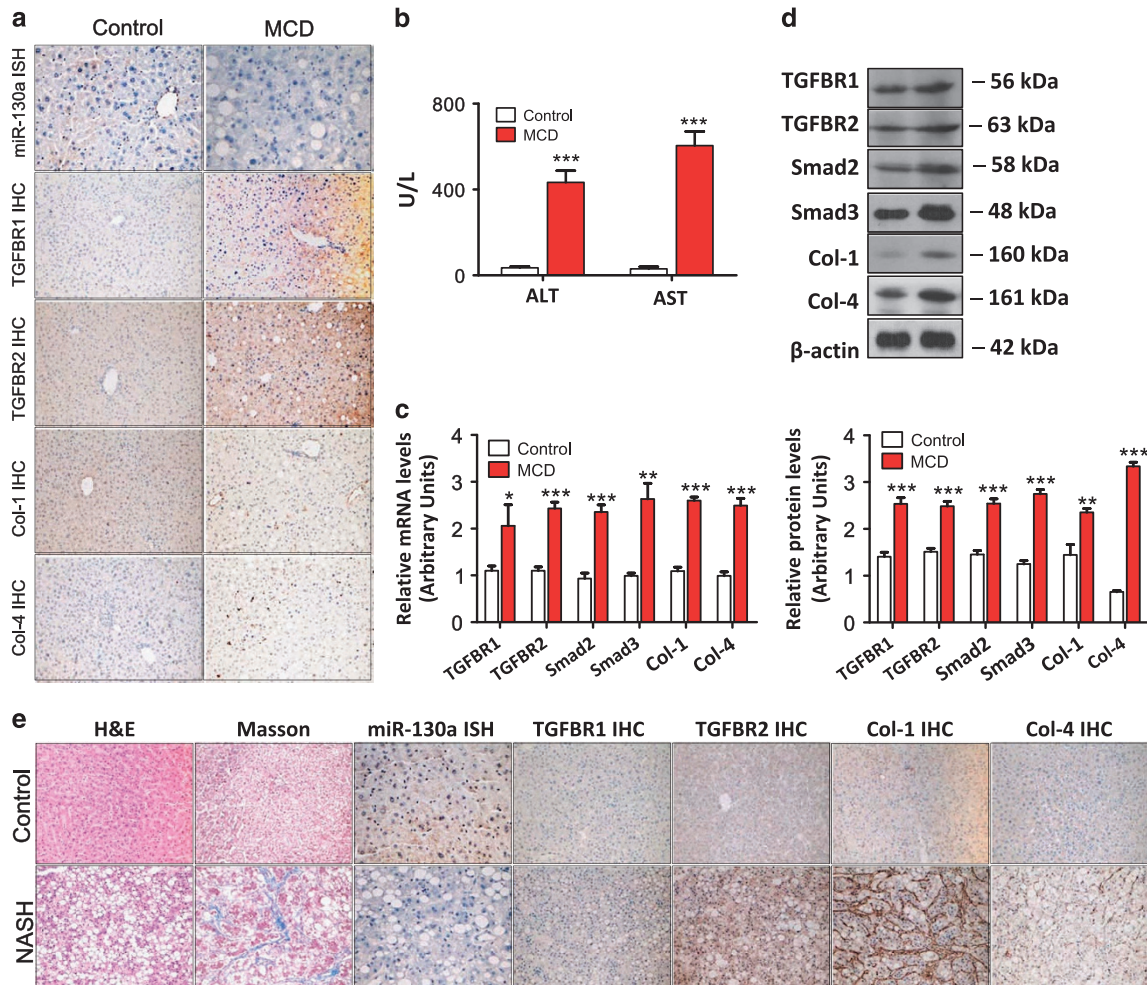 a
Control MCD
miR-130a ISH
TGFBR1 IHC
TGFBR2 IHC
Col-1 IHC
Col-4 IHC
b
800
400
0
U/L
Control
MCD
*** ***
ALT AST
c
4
3
2
1
0
Relative mRNA levels
(Arbitrary Units)
Control
MCD
* *** *** ** *** ***
TGFBR1 TGFBR2 Smad2 Smad3 Col-1 Col-4
d
TGFBR1 – 56 kDa
TGFBR2 – 63 kDa
Smad2 – 58 kDa
Smad3 – 48 kDa
Col-1 – 160 kDa
Col-4 – 161 kDa
β-actin – 42 kDa
4
3
2
1
0
Relative protein levels
(Arbitrary Units)
Control
MCD
*** *** *** *** ** ***
TGFBR1 TGFBR2 Smad2 Smad3 Col-1 Col-4
e
H&E Masson miR-130a ISH TGFBR1 IHC TGFBR2 IHC Col-1 IHC Col-4 IHC
Control
NASH